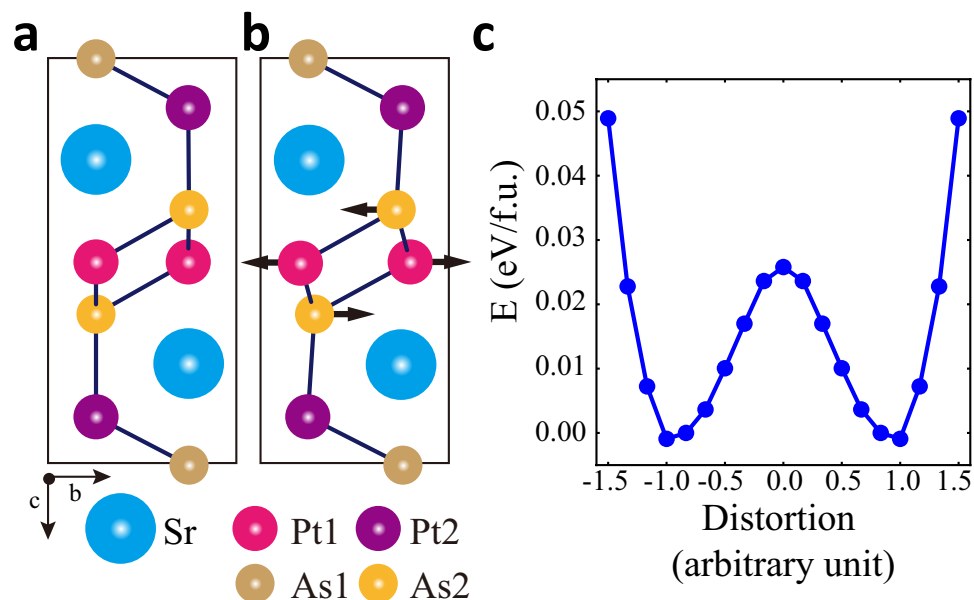 a
b
c
c
b
Sr
Pt1
Pt2
As1
As2
E (eV/f.u.)
0.05
0.04
0.03
0.02
0.01
0.00
-1.5 -1.0 -0.5 0.0 0.5 1.0 1.5
Distortion
(arbitrary unit)